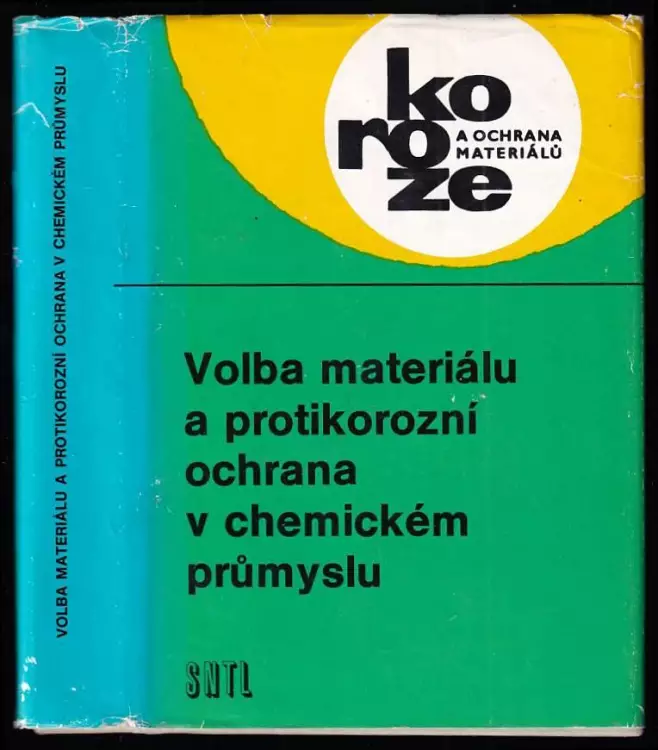 VOLBA MATERIÁLU A PROTIKOROZNÍ OCHRANA V CHEMICKÉM PRŮMYSLU
ko
ro
ze
A OCHRANA
MATERIÁLŮ
Volba materiálu
a protikorozní
ochrana
v chemickém
průmyslu
SNTL